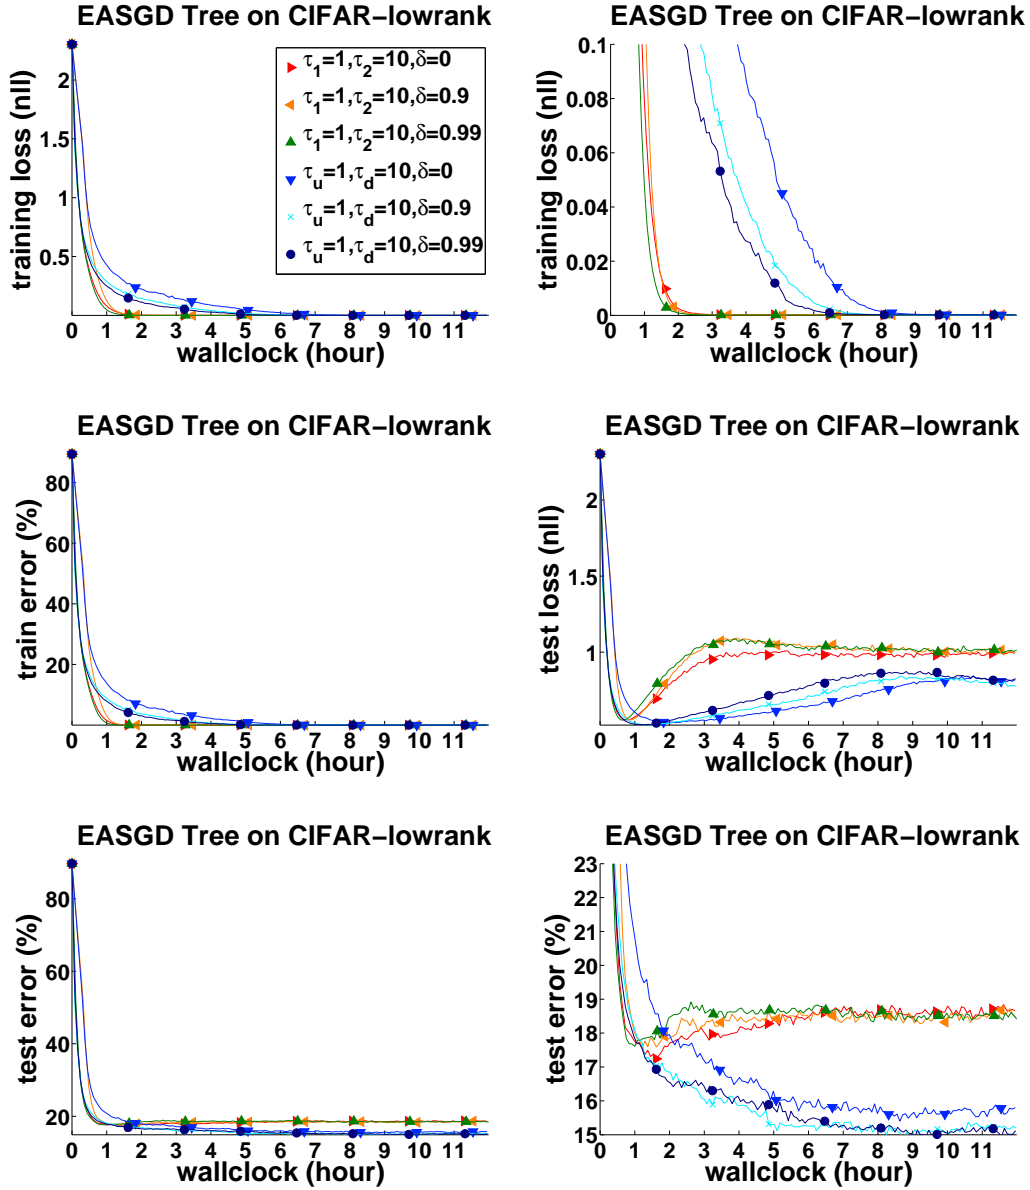 EASGD Tree on CIFAR−lowrank
training loss (nll)
2
1.5
1
0.5
0 1 2 3 4 5 6 7 8 9 10 11
wallclock (hour)
τ1=1,τ2=10,δ=0
τ1=1,τ2=10,δ=0.9
τ1=1,τ2=10,δ=0.99
τu=1,τd=10,δ=0
τu=1,τd=10,δ=0.9
τu=1,τd=10,δ=0.99
EASGD Tree on CIFAR−lowrank
training loss (nll)
0.1
0.08
0.06
0.04
0.02
0
0 1 2 3 4 5 6 7 8 9 10 11
wallclock (hour)
EASGD Tree on CIFAR−lowrank
train error (%)
80
60
40
20
0 1 2 3 4 5 6 7 8 9 10 11
wallclock (hour)
EASGD Tree on CIFAR−lowrank
test loss (nll)
2
1.5
1
0 1 2 3 4 5 6 7 8 9 10 11
wallclock (hour)
EASGD Tree on CIFAR−lowrank
test error (%)
80
60
40
20
0 1 2 3 4 5 6 7 8 9 10 11
wallclock (hour)
EASGD Tree on CIFAR−lowrank
test error (%)
23
22
21
20
19
18
17
16
15
0 1 2 3 4 5 6 7 8 9 10 11
wallclock (hour)